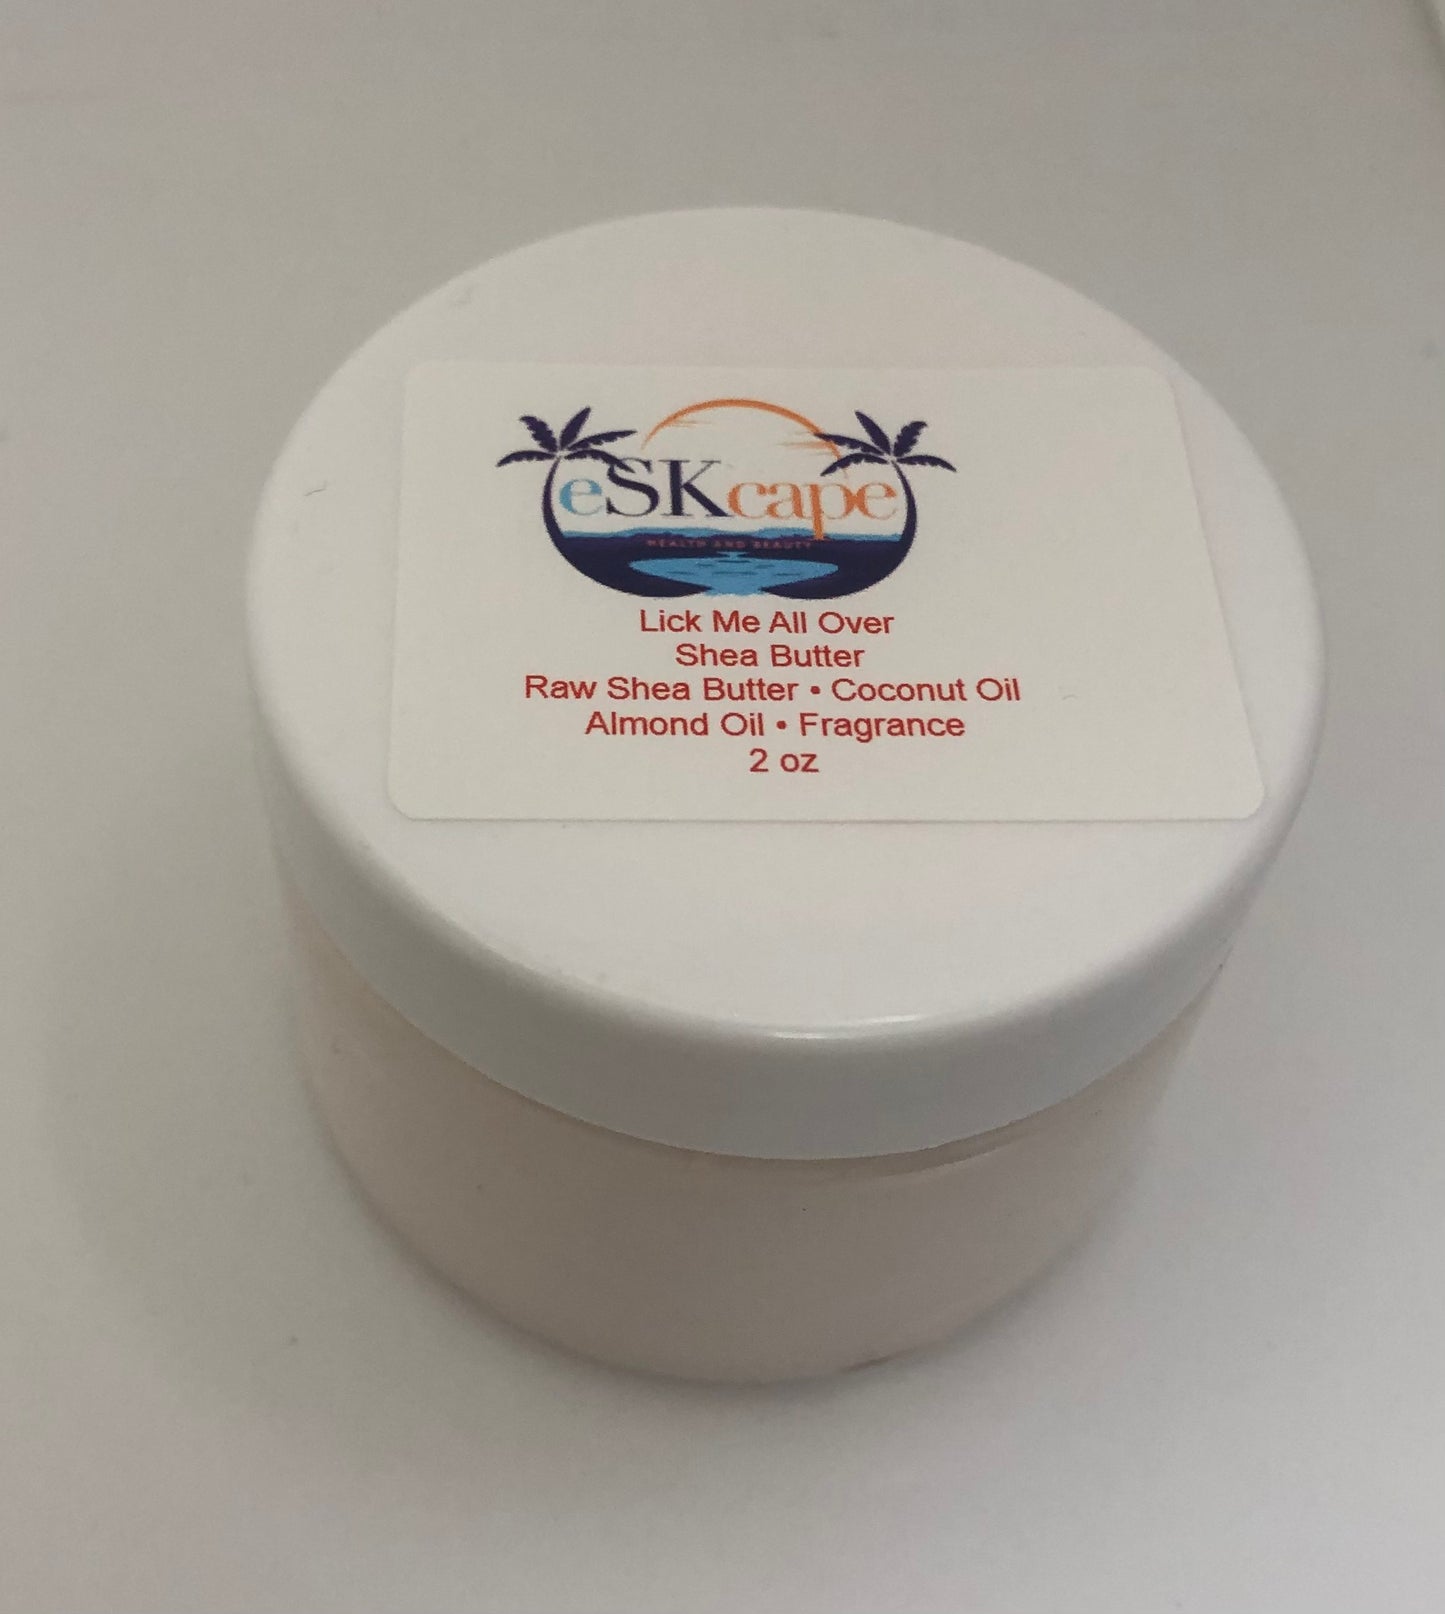 eSKcape
HEALTH AND BEAUTY
Lick Me All Over
Shea Butter
Raw Shea Butter • Coconut Oil
Almond Oil • Fragrance
2 oz